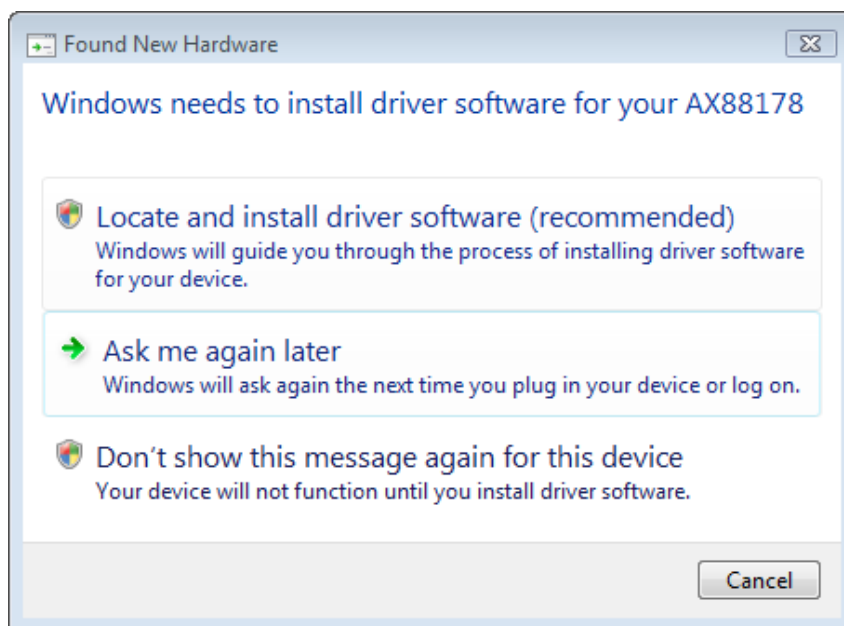 Found New Hardware
Windows needs to install driver software for your AX88178
Locate and install driver software (recommended)
Windows will guide you through the process of installing driver software
for your device.
Ask me again later
Windows will ask again the next time you plug in your device or log on.
Don't show this message again for this device
Your device will not function until you install driver software.
Cancel